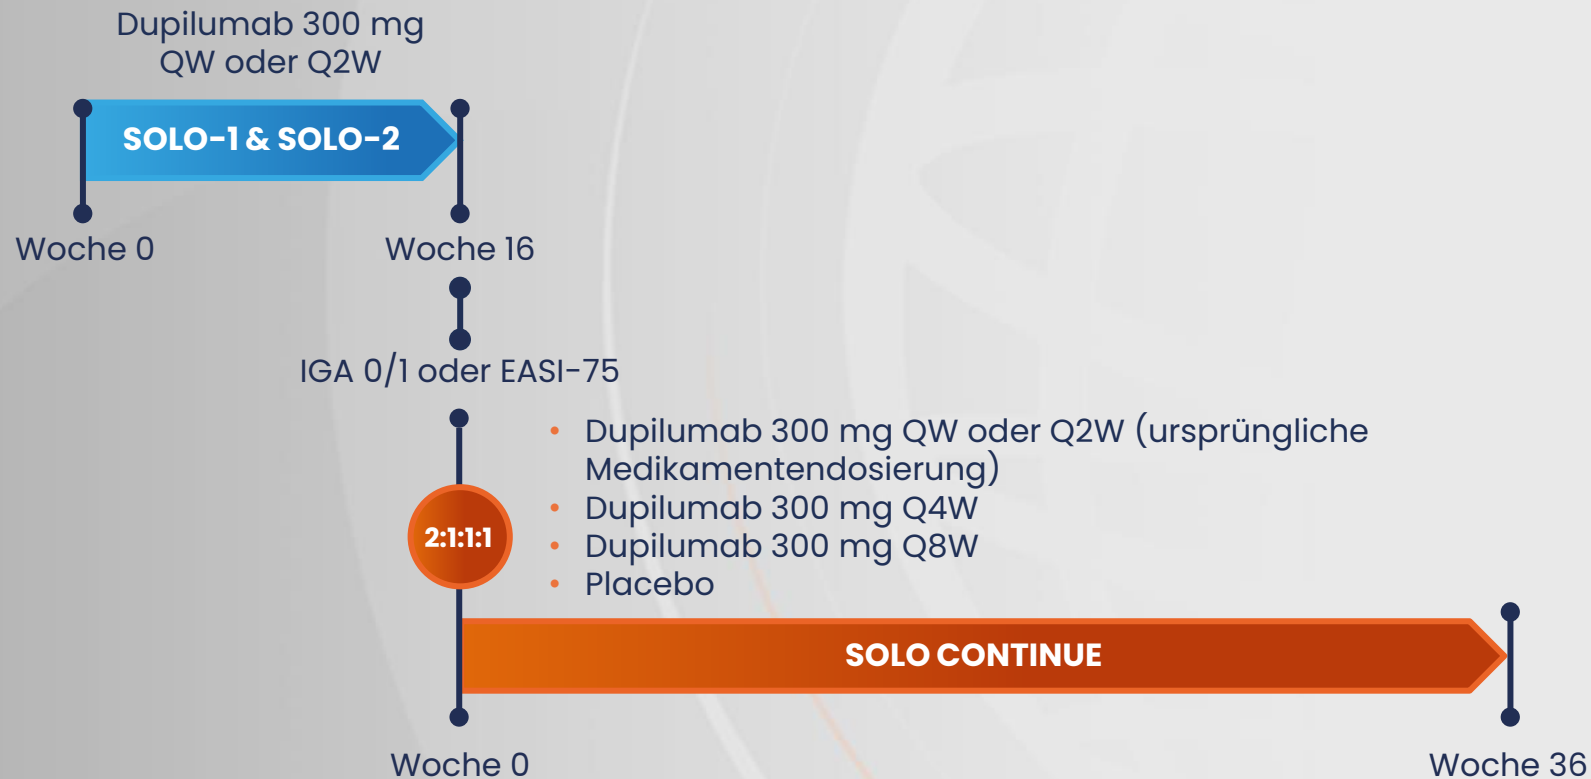 Dupilumab 300 mg
QW oder Q2W
SOLO-1 & SOLO-2
Woche 0
Woche 16
IGA 0/1 oder EASI-75
2:1:1:1
• Dupilumab 300 mg QW oder Q2W (ursprüngliche
Medikamentendosierung)
• Dupilumab 300 mg Q4W
• Dupilumab 300 mg Q8W
• Placebo
SOLO CONTINUE
Woche 0
Woche 36